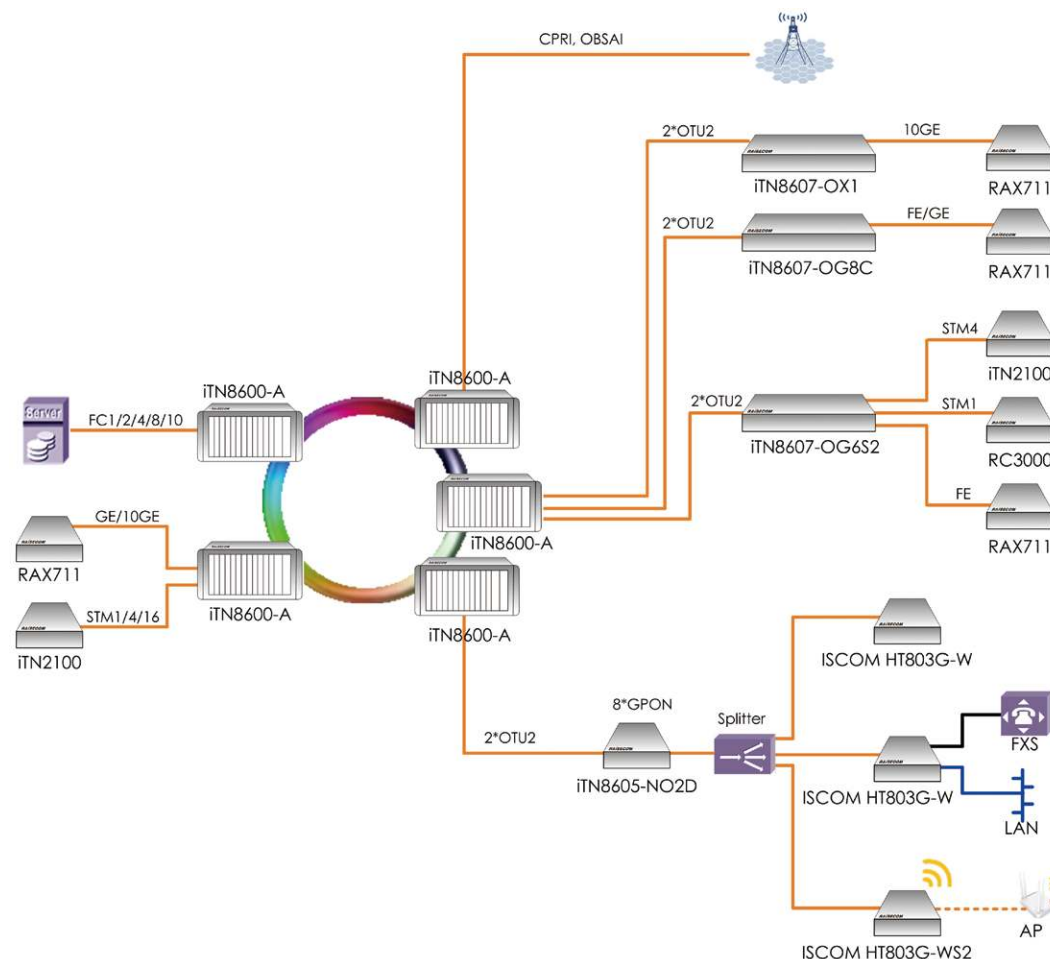 CPRI, OBSAI
2*OTU2
10GE
iTN8607-OX1
RAX711
2*OTU2
FE/GE
iTN8607-OG8C
RAX711
STM4
iTN2100
iTN8600-A
iTN8600-A
Server
FC1/2/4/8/10
2*OTU2
STM1
iTN8607-OG6S2
RC3000
FE
RAX711
iTN8600-A
GE/10GE
RAX711
iTN8600-A
STM1/4/16
iTN2100
iTN8600-A
ISCOM HT803G-W
8*GPON
Splitter
2*OTU2
iTN8605-NO2D
FXS
ISCOM HT803G-W
LAN
AP
ISCOM HT803G-WS2